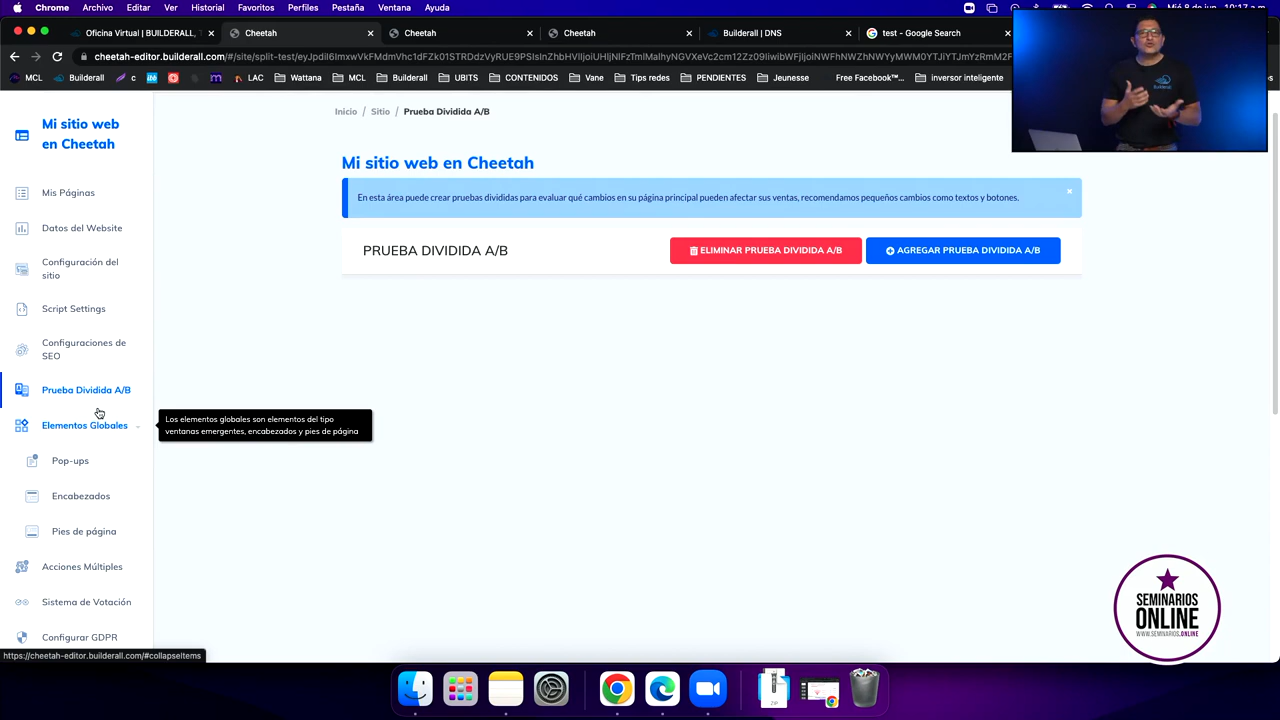 Chrome Archivo Editar Ver Historial Favoritos Perfiles Pestaña Ventana Ayuda
Mié 8 de jun. 10:17 a.m.
Oficina Virtual | BUILDERALL, T
Cheetah
Cheetah
Cheetah
Builderall | DNS
test - Google Search
cheetah-editor.builderall.com
MCL
Builderall
LAC
Wattana
MCL
Builderall
UBITS
CONTENIDOS
Vane
Tips redes
PENDIENTES
Jeunesse
Free Facebook™...
inversor inteligente
Mi sitio web
en Cheetah
Mis Páginas
Datos del Website
Configuración del
sitio
Script Settings
Configuraciones de
SEO
Prueba Dividida A/B
Elementos Globales
Pop-ups
Encabezados
Pies de página
Acciones Múltiples
Sistema de Votación
Configurar GDPR
https://cheetah-editor.builderall.com/#collapseItems
Inicio / Sitio / Prueba Dividida A/B
Mi sitio web en Cheetah
En esta área puede crear pruebas divididas para evaluar qué cambios en su página principal pueden afectar sus ventas, recomendamos pequeños cambios como textos y botones.
PRUEBA DIVIDIDA A/B
ELIMINAR PRUEBA DIVIDIDA A/B
AGREGAR PRUEBA DIVIDIDA A/B
Los elementos globales son elementos del tipo
ventanas emergentes, encabezados y pies de página
SEMINARIOS
ONLINE
WWW.SEMINARIOS.ONLINE
ZIP